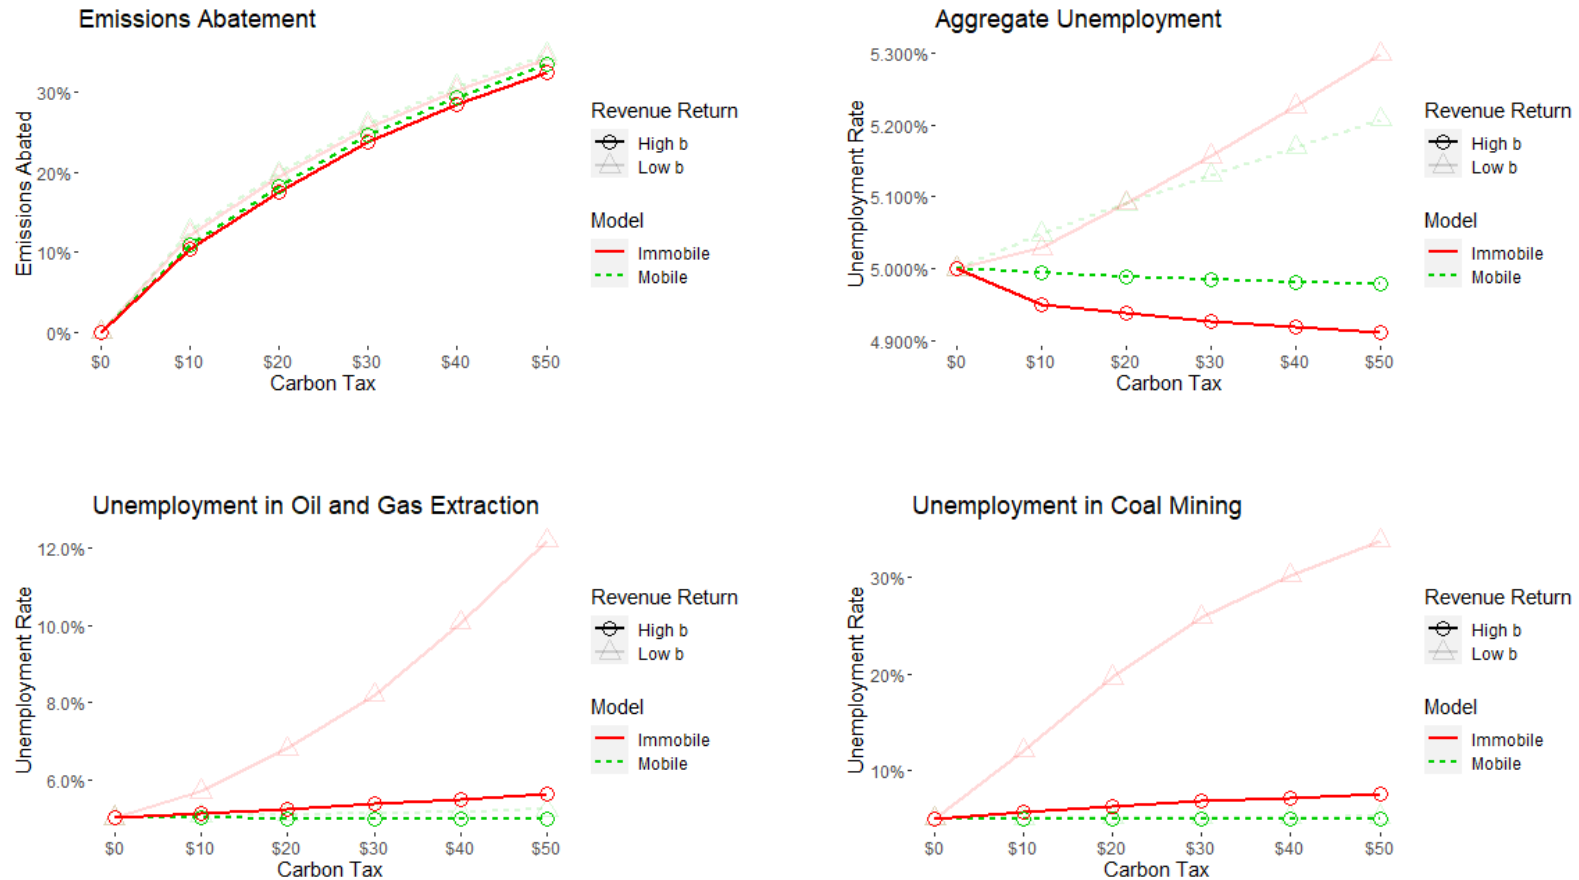 Emissions Abatement
Emissions Abated
30%
20%
10%
0%
$0 $10 $20 $30 $40 $50
Carbon Tax
Revenue Return
High b
Low b
Model
Immobile
Mobile
Aggregate Unemployment
Unemployment Rate
5.300%
5.200%
5.100%
5.000%
4.900%
$0 $10 $20 $30 $40 $50
Carbon Tax
Revenue Return
High b
Low b
Model
Immobile
Mobile
Unemployment in Oil and Gas Extraction
Unemployment Rate
12.0%
10.0%
8.0%
6.0%
$0 $10 $20 $30 $40 $50
Carbon Tax
Revenue Return
High b
Low b
Model
Immobile
Mobile
Unemployment in Coal Mining
Unemployment Rate
30%
20%
10%
$0 $10 $20 $30 $40 $50
Carbon Tax
Revenue Return
High b
Low b
Model
Immobile
Mobile